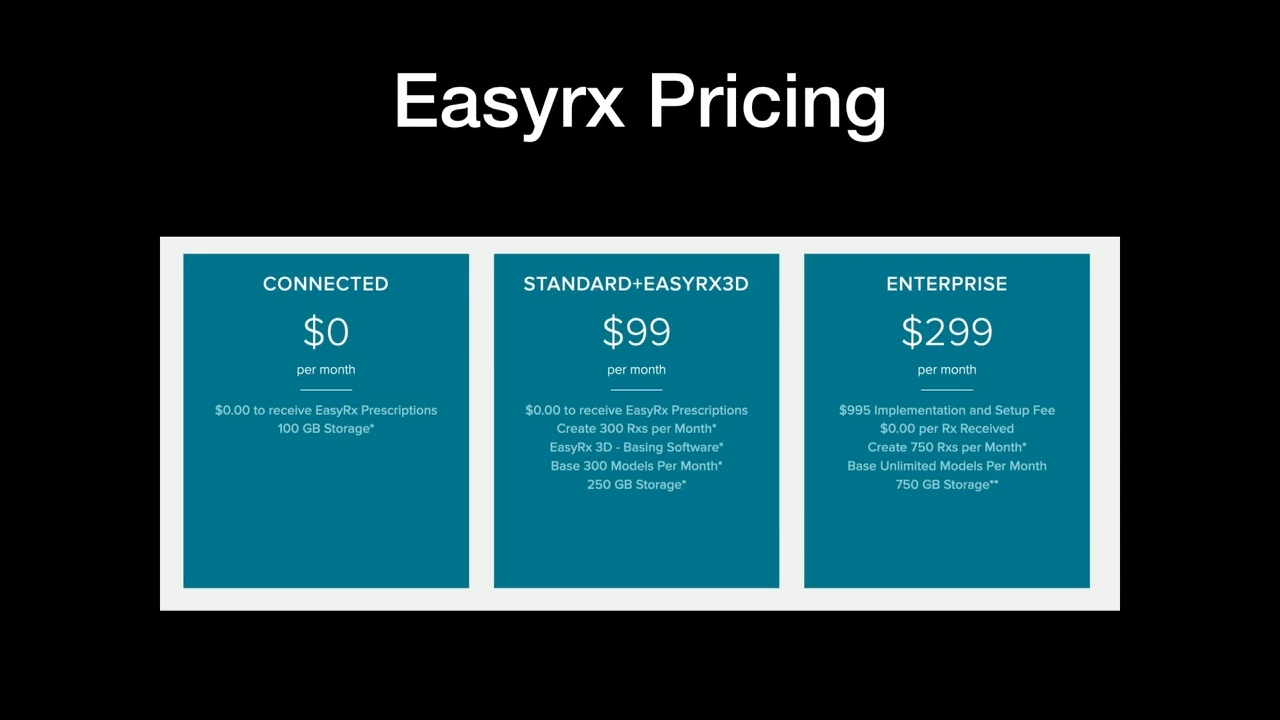 Easyrx Pricing
CONNECTED
$0
per month
$0.00 to receive EasyRx Prescriptions
100 GB Storage*
STANDARD+EASYRX3D
$99
per month
$0.00 to receive EasyRx Prescriptions
Create 300 Rxs per Month*
EasyRx 3D - Basing Software*
Base 300 Models Per Month*
250 GB Storage*
ENTERPRISE
$299
per month
$995 Implementation and Setup Fee
$0.00 per Rx Received
Create 750 Rxs per Month*
Base Unlimited Models Per Month
750 GB Storage**